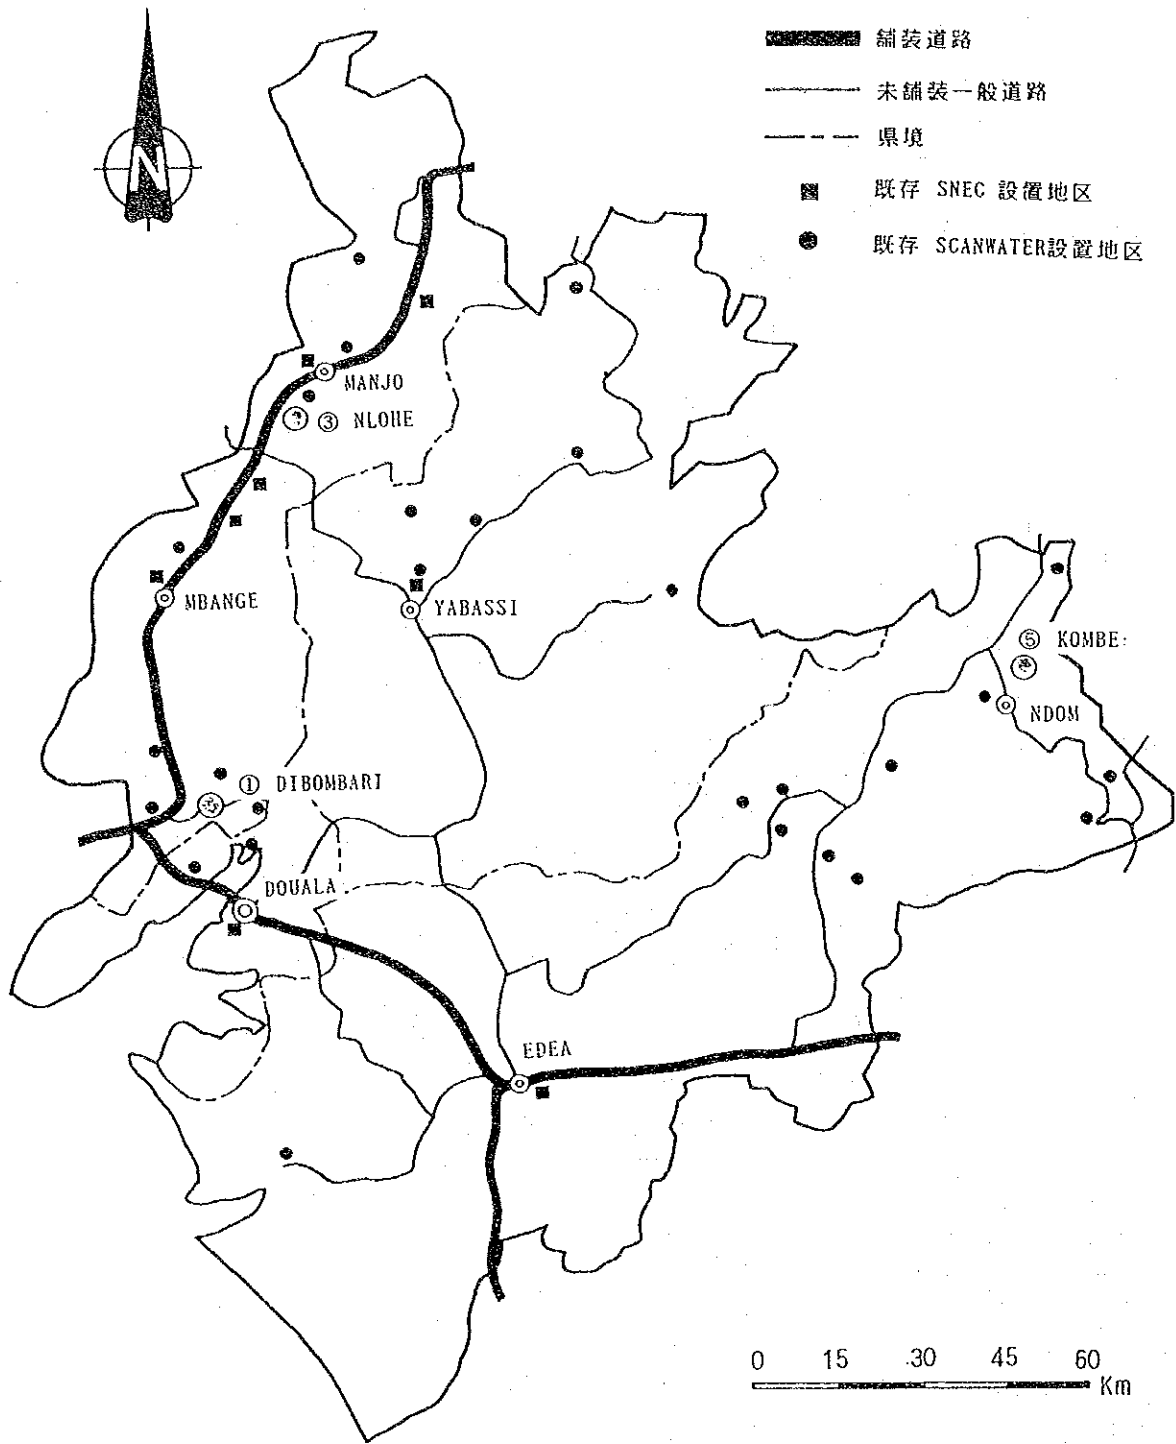 N
舗装道路
未舗装一般道路
県境
既存 SNEC 設置地区
既存 SCANWATER設置地区
MANJO
③ NLOHE
MBANGE
YABASSI
⑤ KOMBE
NDOM
① DIBOMBARI
DOUALA
EDEA
0 15 30 45 60
Km